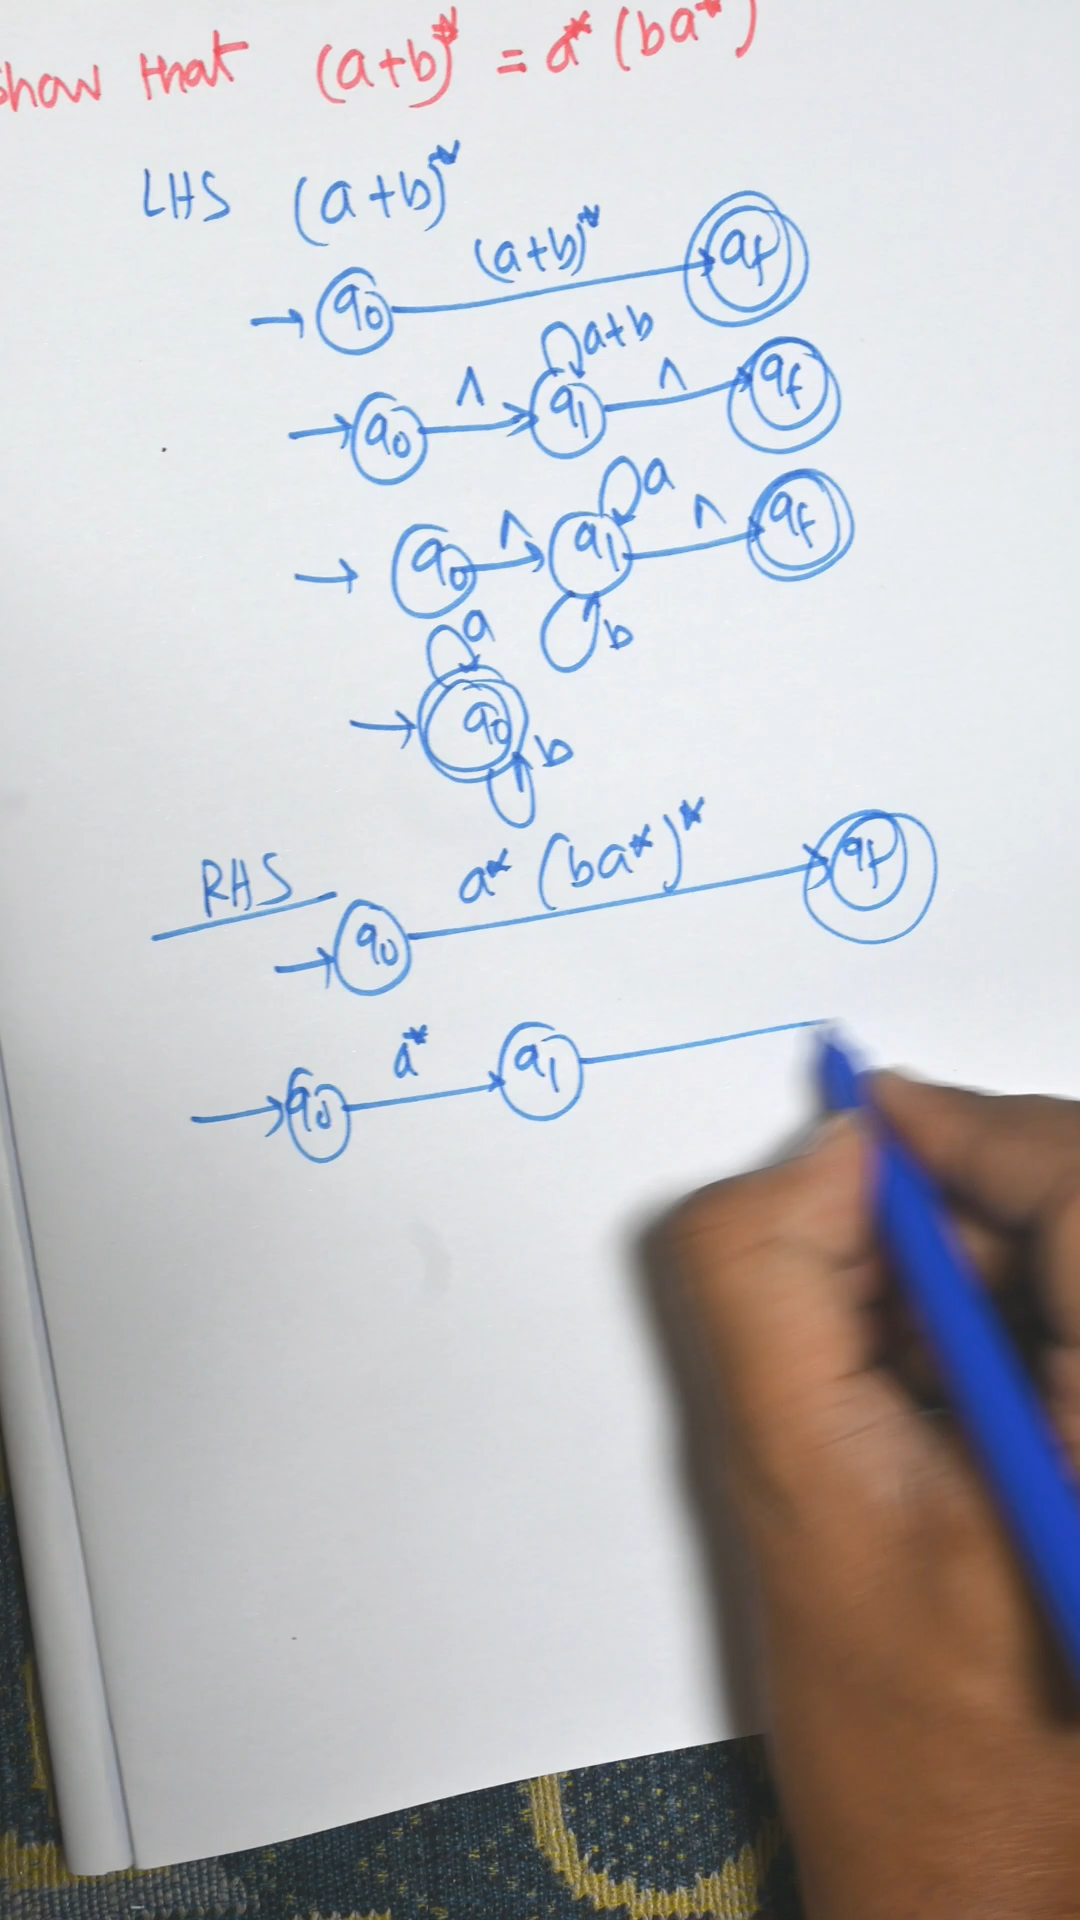 Show that (a+b)* = a* (ba*)
LHS (a+b)*
(a+b)*
→ q0 qf
a+b
→ q0 ^ q1 ^ qf
a
→ q0 ^ q1 ^ qf
b
a
→ q0
b
RHS a* (ba*)*
→ q0 qf
a*
→ q0 q1